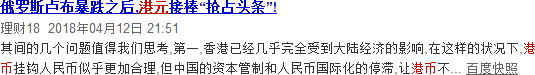 俄罗斯卢布暴跌之后,港元接棒“抢占头条”!
理财18 2018年04月12日 21:51
其间的几个问题值得我们思考,第一,香港已经几乎完全受到大陆经济的影响,在这样的状况下,港
币挂钩人民币似乎更加合理,但中国的资本管制和人民币国际化的停滞,让港币不... 百度快照